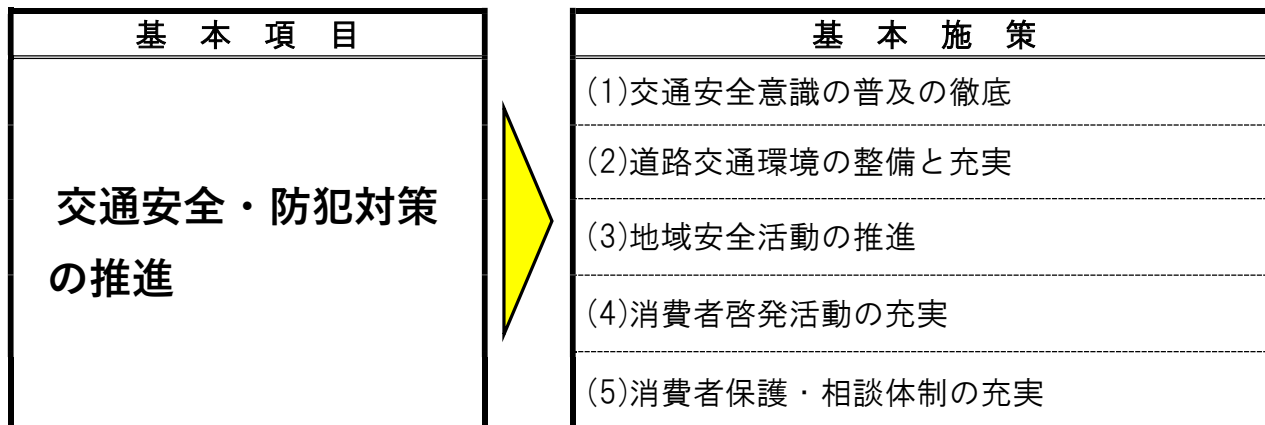 基本項目
交通安全・防犯対策
の推進
基本施策
(1)交通安全意識の普及の徹底
(2)道路交通環境の整備と充実
(3)地域安全活動の推進
(4)消費者啓発活動の充実
(5)消費者保護・相談体制の充実